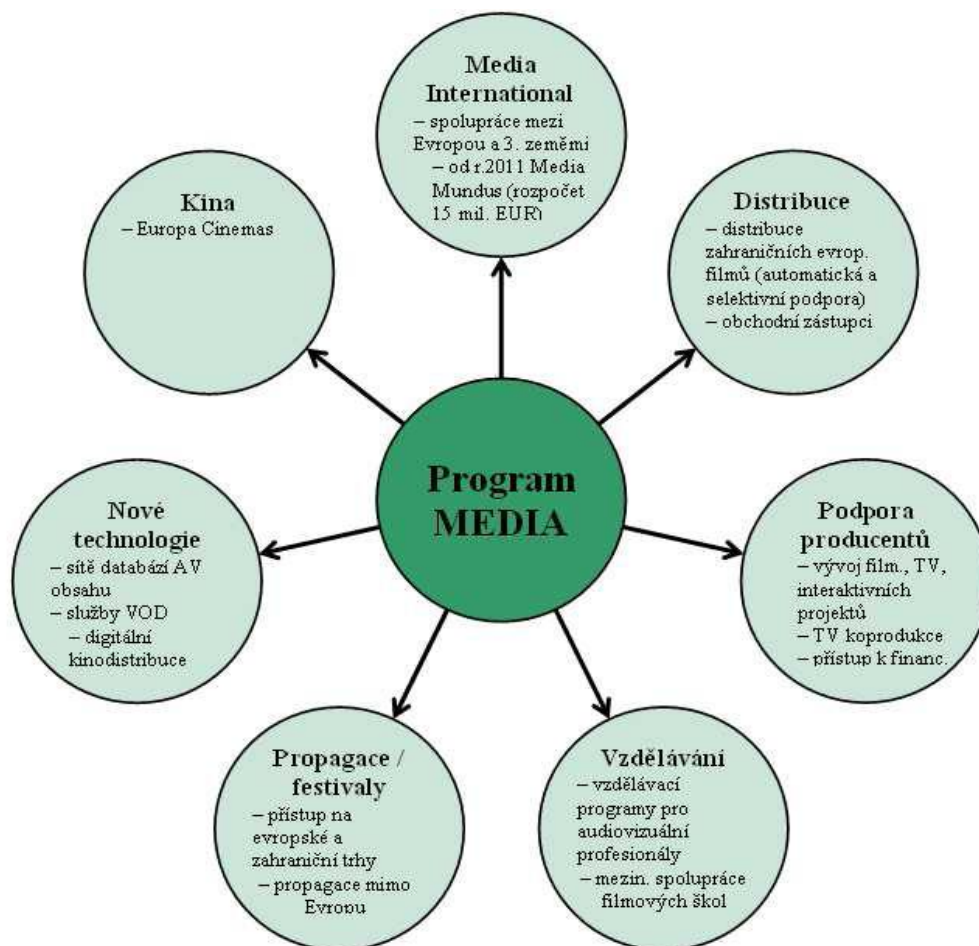 Media
International
– spolupráce mezi
Evropou a 3. zeměmi
– od r.2011 Media
Mundus (rozpočet
15 mil. EUR)
Distribuce
– distribuce
zahraničních evrop.
filmů (automatická a
selektivní podpora)
– obchodní zástupci
Podpora
producentů
– vývoj film., TV,
interaktivních
projektů
– TV koprodukce
– přístup k financ.
Vzdělávání
– vzdělávací
programy pro
audiovizuální
profesionály
– mezin. spolupráce
filmových škol
Propagace /
festivaly
– přístup na
evropské a
zahraniční trhy
– propagace mimo
Evropu
Nové
technologie
– sítě databází AV
obsahu
– služby VOD
– digitální
kinodistribuce
Kina
– Europa Cinemas
Program
MEDIA